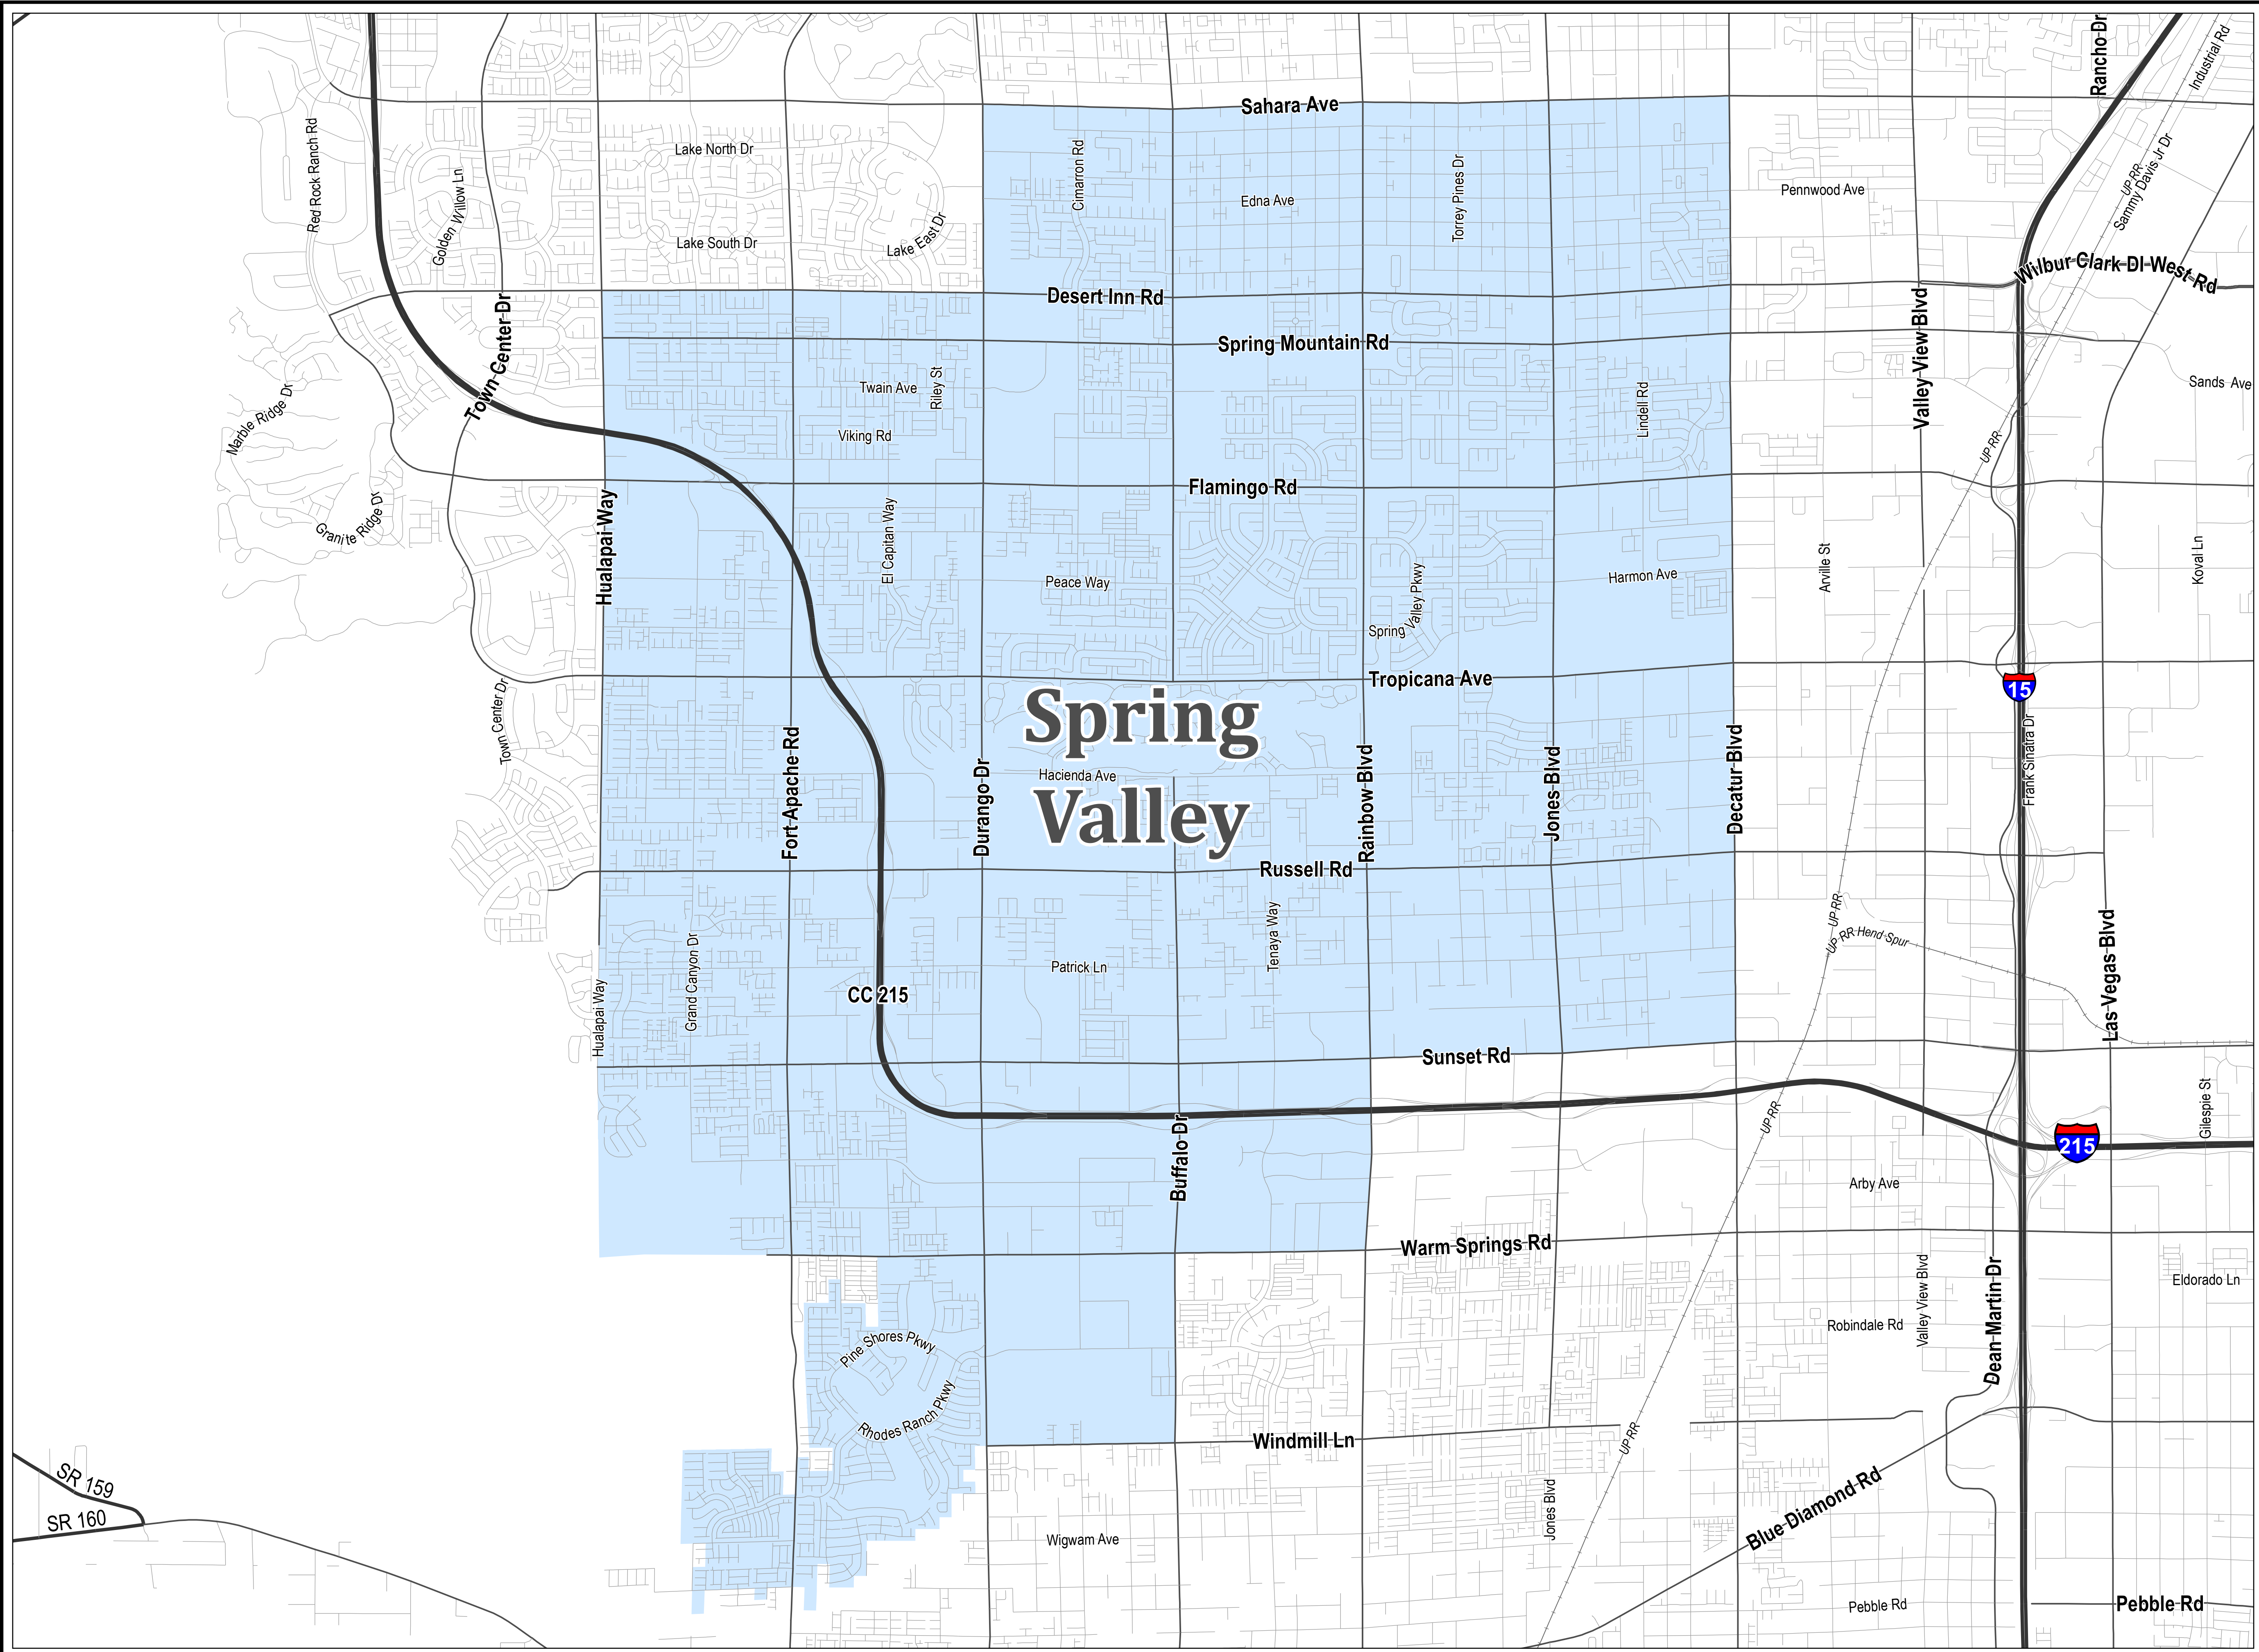 Rancho Dr
Industrial Rd
Sahara Ave
Red Rock Ranch Rd
Lake North Dr
Cimarron Rd
Torrey Pines Dr
UP RR
Sammy Davis Jr Dr
Golden Willow Ln
Edna Ave
Pennwood Ave
Lake South Dr
Lake East Dr
Wilbur Clark DI West Rd
Desert Inn Rd
Town Center Dr
Valley View Blvd
Spring Mountain Rd
Twain Ave
Riley St
Sands Ave
Marble Ridge Dr
Lindell Rd
Viking Rd
UP RR
Flamingo Rd
Granite Ridge Dr
Hualapai Way
El Capitan Way
Peace Way
Spring Valley Pkwy
Harmon Ave
Arville St
Koval Ln
Tropicana Ave
15
Town Center Dr
Spring
Valley
Fort Apache Rd
Durango Dr
Hacienda Ave
Rainbow Blvd
Jones Blvd
Decatur Blvd
Frank Sinatra Dr
Russell Rd
UP RR
UP RR Hend Spur
Las Vegas Blvd
Grand Canyon Dr
Tenaya Way
Patrick Ln
Hualapai Way
CC 215
Sunset Rd
UP RR
Gilespie St
215
Buffalo Dr
Arby Ave
Warm Springs Rd
Valley View Blvd
Eldorado Ln
Dean Martin Dr
Robindale Rd
Pine Shores Pkwy
Rhodes Ranch Pkwy
Windmill Ln
UP RR
SR 159
SR 160
Jones Blvd
Blue Diamond Rd
Wigwam Ave
Pebble Rd
Pebble Rd